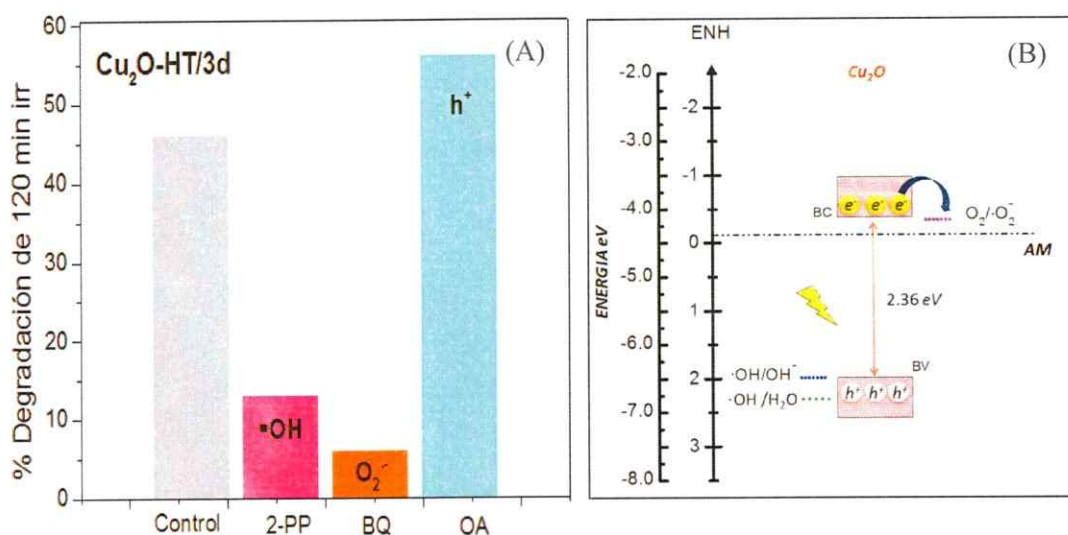 60
50
40
30
20
10
0
% Degradación de 120 min irr
Cu₂O-HT/3d
(A)
h⁺
▪OH
O₂·⁻
Control 2-PP BQ OA
(B)
ENH
Cu₂O
-2.0
-3.0
-4.0
-5.0
-6.0
-7.0
-8.0
ENERGIA eV
-2
-1
0
1
2
3
BC
e⁻ e⁻ e⁻
O₂/·O₂⁻
AM
2.36 eV
BV
·OH/OH⁻
·OH/H₂O
h⁺ h⁺ h⁺